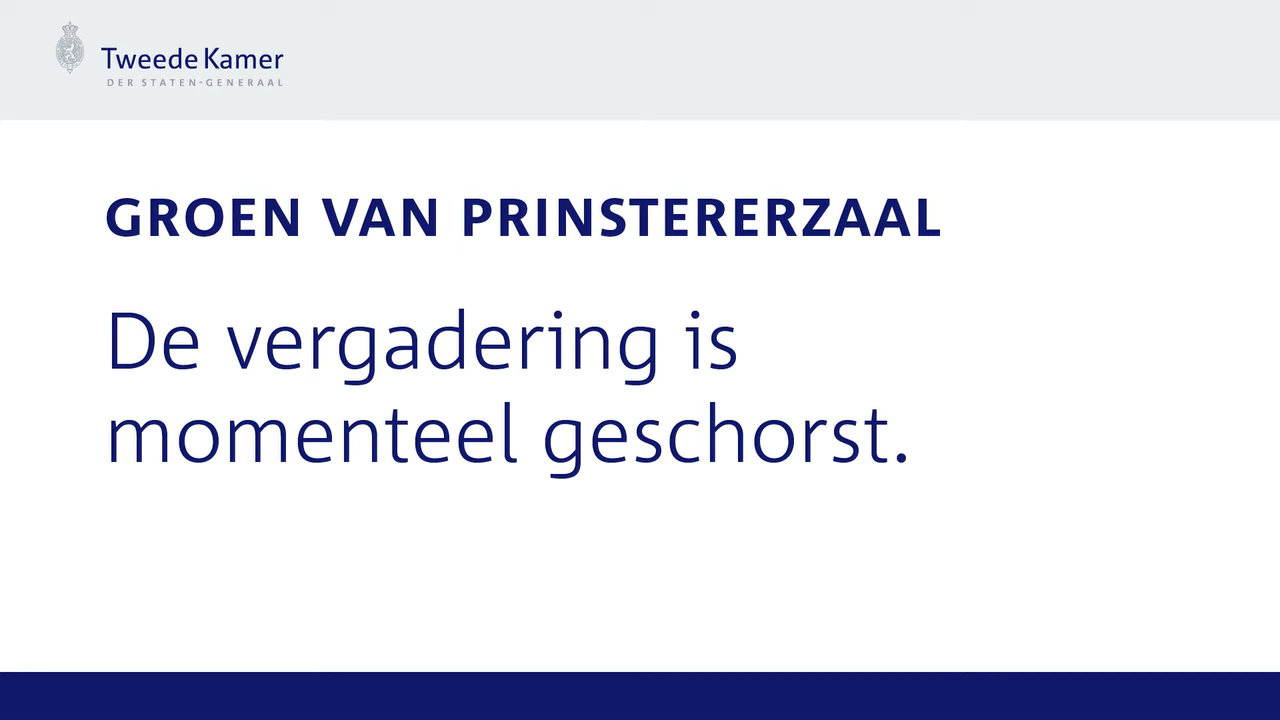 Tweede Kamer
DER STATEN-GENERAAL
GROEN VAN PRINSTERERZAAL
De vergadering is
momenteel geschorst.